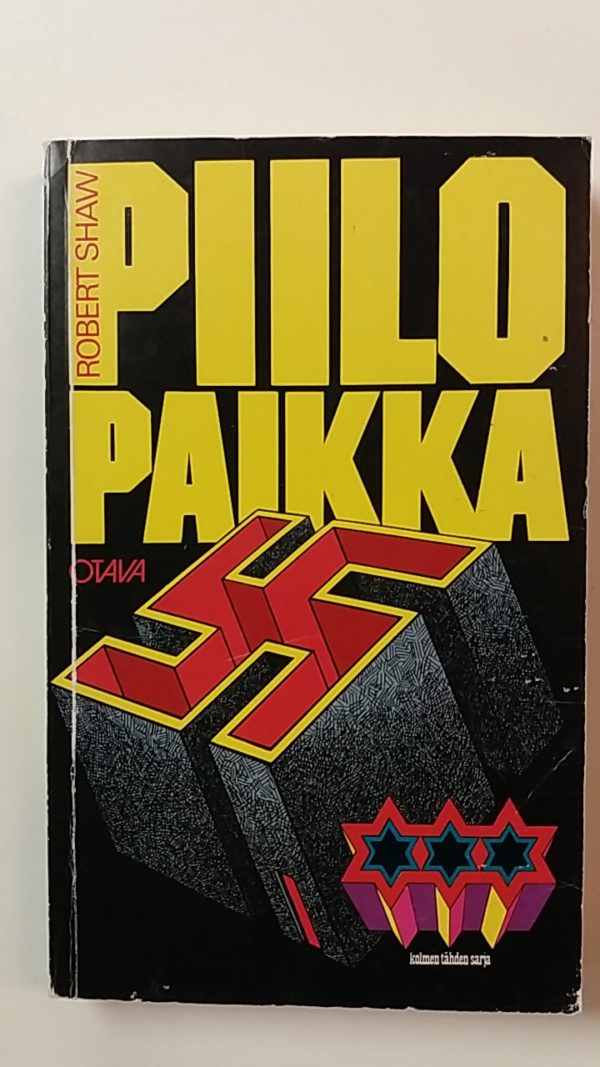 ROBERT SHAW
PIILO
PAIKKA
OTAVA
kolmen tähden sarja